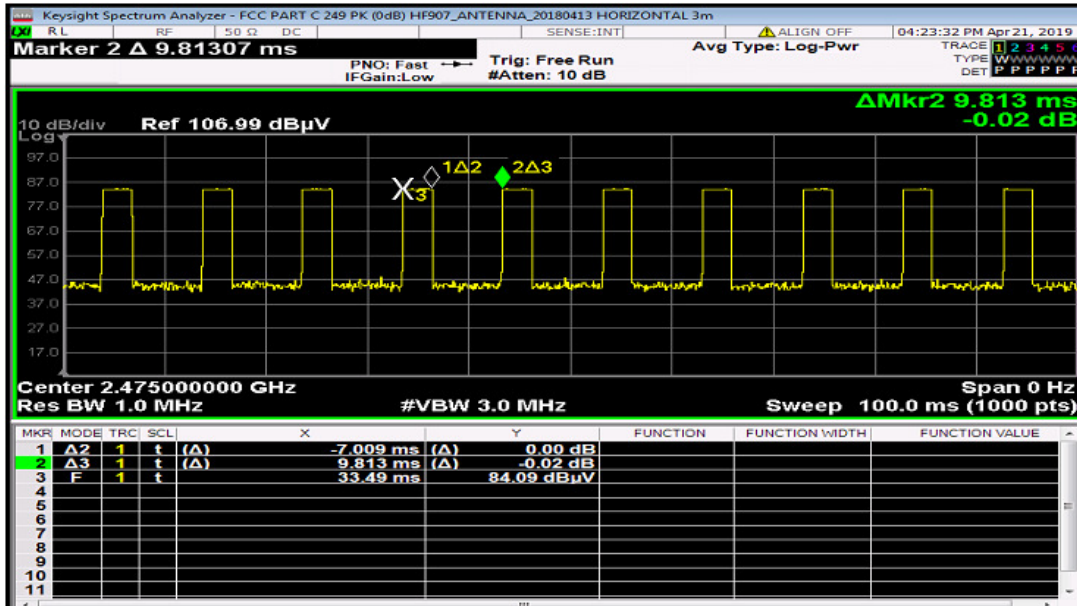 Keysight Spectrum Analyzer - FCC PART C 249 PK (0dB) HF907_ANTENNA_20180413 HORIZONTAL 3m
LXI RL RF 50 Ω DC SENSE:INT ALIGN OFF 04:23:32 PM Apr 21, 2019
Marker 2 Δ 9.81307 ms
PNO: Fast
IFGain:Low
Trig: Free Run
#Atten: 10 dB
Avg Type: Log-Pwr
TRACE 1 2 3 4 5 6
TYPE WWWWWW
DET P P P P P P
ΔMkr2 9.813 ms
-0.02 dB
10 dB/div Ref 106.99 dBµV
Log
97.0
87.0
77.0
67.0
57.0
47.0
37.0
27.0
17.0
X3 1Δ2 2Δ3
Center 2.475000000 GHz Span 0 Hz
Res BW 1.0 MHz #VBW 3.0 MHz Sweep 100.0 ms (1000 pts)
MKR MODE TRC SCL X Y FUNCTION FUNCTION WIDTH FUNCTION VALUE
1 Δ2 1 t (Δ) -7.009 ms (Δ) 0.00 dB
2 Δ3 1 t (Δ) 9.813 ms (Δ) -0.02 dB
3 F 1 t 33.49 ms 84.09 dBµV
4
5
6
7
8
9
10
11